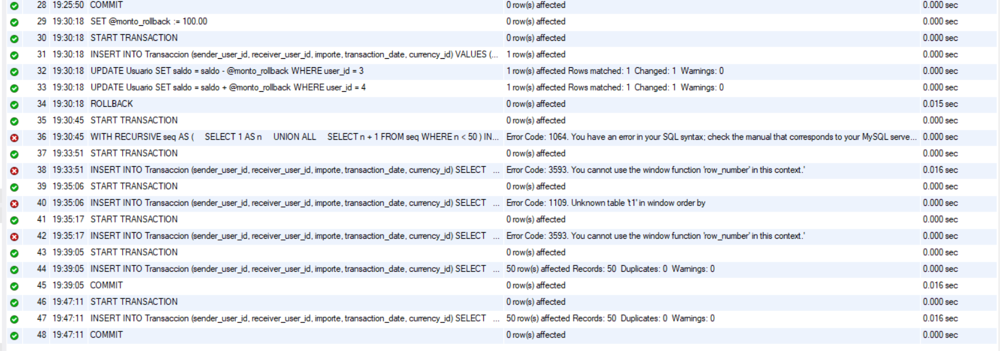 28 19:25:50 COMMIT 0 row(s) affected 0.000 sec
29 19:30:18 SET @monto_rollback := 100.00 0 row(s) affected 0.000 sec
30 19:30:18 START TRANSACTION 0 row(s) affected 0.000 sec
31 19:30:18 INSERT INTO Transaccion (sender_user_id, receiver_user_id, importe, transaction_date, currency_id) VALUES (... 1 row(s) affected 0.000 sec
32 19:30:18 UPDATE Usuario SET saldo = saldo - @monto_rollback WHERE user_id = 3 1 row(s) affected Rows matched: 1 Changed: 1 Warnings: 0 0.000 sec
33 19:30:18 UPDATE Usuario SET saldo = saldo + @monto_rollback WHERE user_id = 4 1 row(s) affected Rows matched: 1 Changed: 1 Warnings: 0 0.000 sec
34 19:30:18 ROLLBACK 0 row(s) affected 0.015 sec
35 19:30:45 START TRANSACTION 0 row(s) affected 0.000 sec
36 19:30:45 WITH RECURSIVE seq AS ( SELECT 1 AS n UNION ALL SELECT n + 1 FROM seq WHERE n < 50 ) IN... Error Code: 1064. You have an error in your SQL syntax; check the manual that corresponds to your MySQL serve... 0.000 sec
37 19:33:51 START TRANSACTION 0 row(s) affected 0.000 sec
38 19:33:51 INSERT INTO Transaccion (sender_user_id, receiver_user_id, importe, transaction_date, currency_id) SELECT ... Error Code: 3593. You cannot use the window function 'row_number' in this context.' 0.016 sec
39 19:35:06 START TRANSACTION 0 row(s) affected 0.000 sec
40 19:35:06 INSERT INTO Transaccion (sender_user_id, receiver_user_id, importe, transaction_date, currency_id) SELECT ... Error Code: 1109. Unknown table 't1' in window order by 0.000 sec
41 19:35:17 START TRANSACTION 0 row(s) affected 0.000 sec
42 19:35:17 INSERT INTO Transaccion (sender_user_id, receiver_user_id, importe, transaction_date, currency_id) SELECT ... Error Code: 3593. You cannot use the window function 'row_number' in this context.' 0.000 sec
43 19:39:05 START TRANSACTION 0 row(s) affected 0.000 sec
44 19:39:05 INSERT INTO Transaccion (sender_user_id, receiver_user_id, importe, transaction_date, currency_id) SELECT ... 50 row(s) affected Records: 50 Duplicates: 0 Warnings: 0 0.000 sec
45 19:39:05 COMMIT 0 row(s) affected 0.016 sec
46 19:47:11 START TRANSACTION 0 row(s) affected 0.000 sec
47 19:47:11 INSERT INTO Transaccion (sender_user_id, receiver_user_id, importe, transaction_date, currency_id) SELECT ... 50 row(s) affected Records: 50 Duplicates: 0 Warnings: 0 0.016 sec
48 19:47:11 COMMIT 0 row(s) affected 0.000 sec